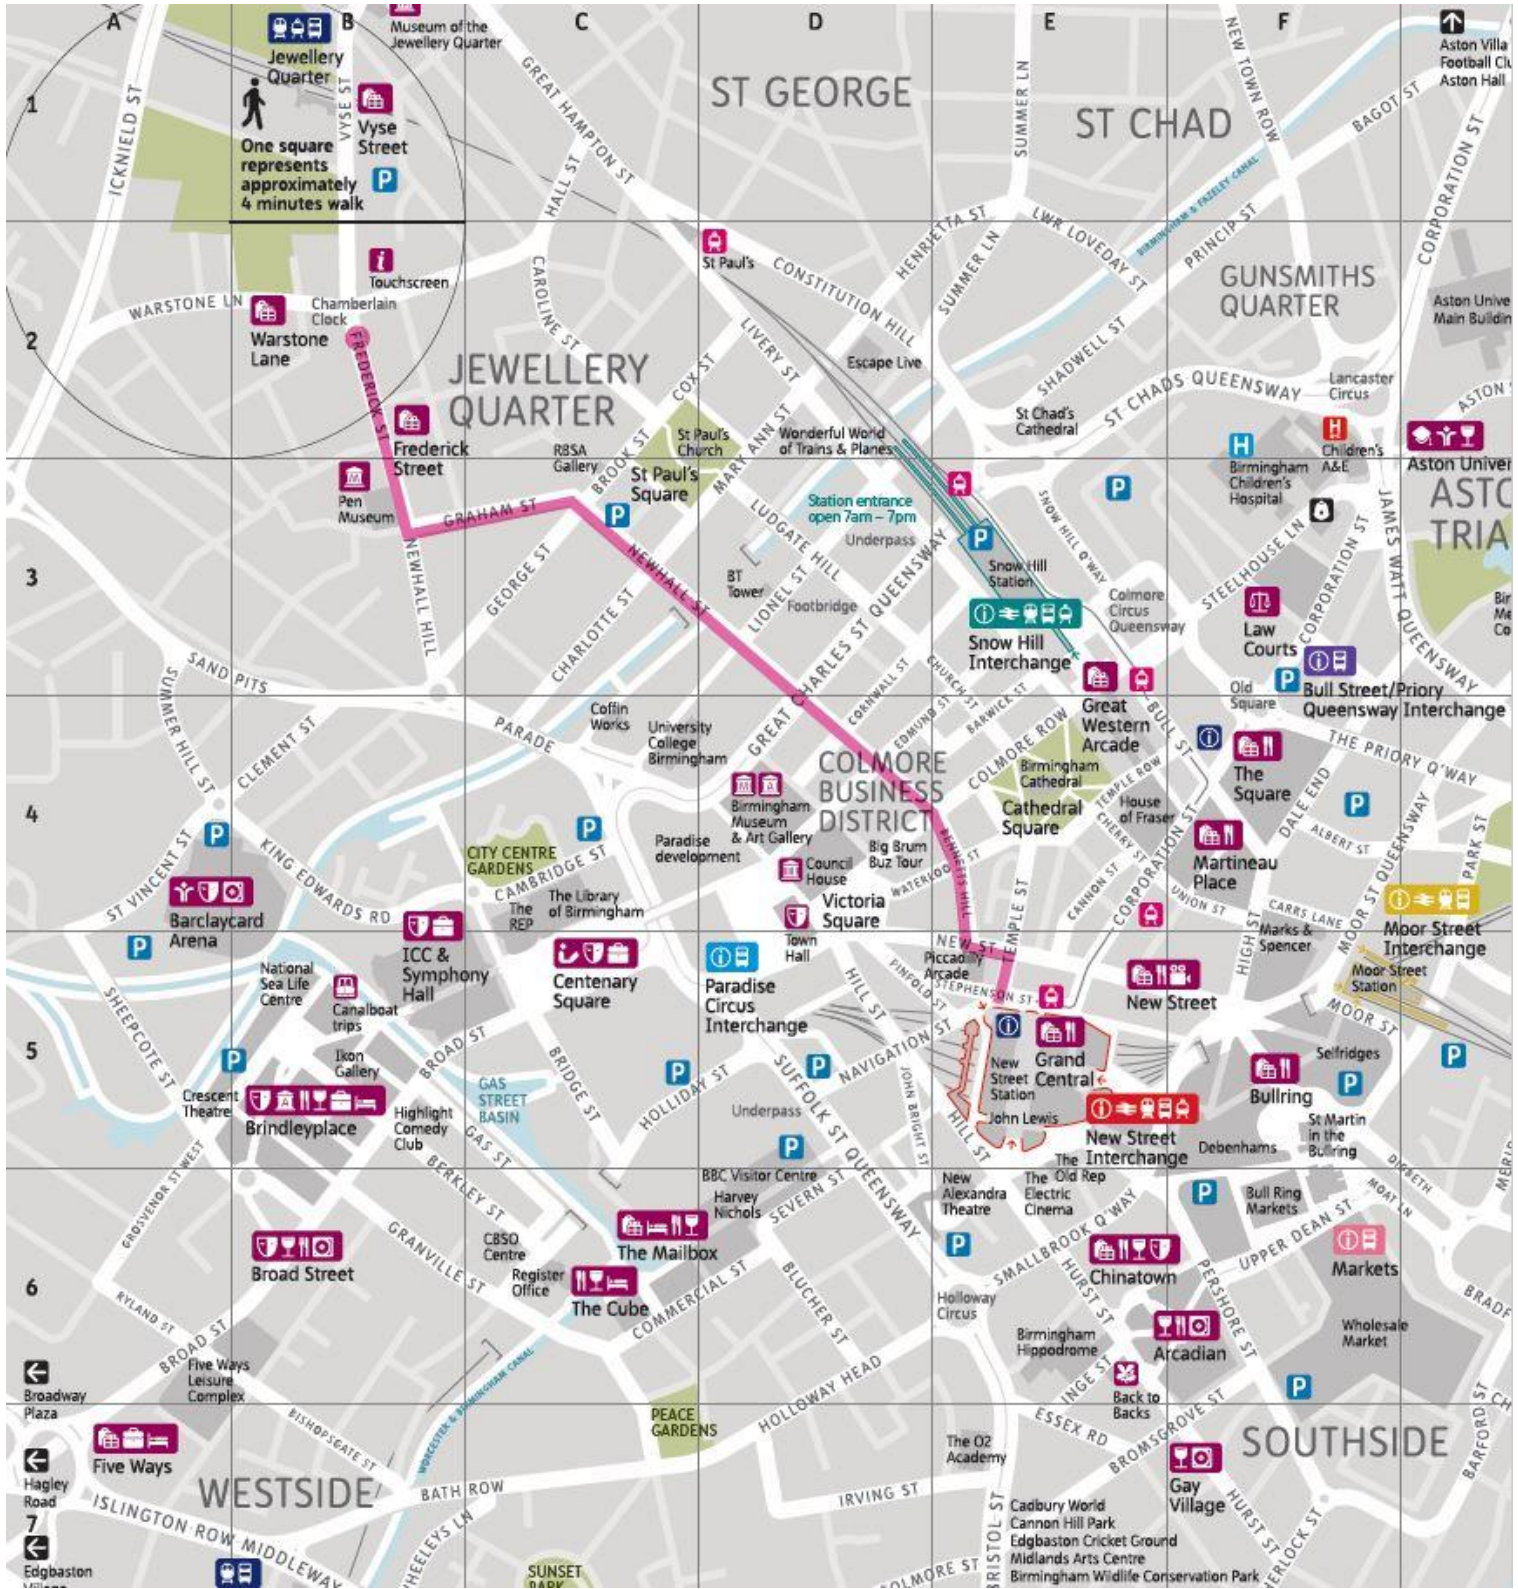 A
B
C
D
E
F
1
2
3
4
5
6
7
Jewellery
Quarter
Museum of the
Jewellery Quarter
VYSE ST
Vyse
Street
P
One square
represents
approximately
4 minutes walk
ICKNIELD ST
GREAT HAMPTON ST
HALL ST
ST GEORGE
SUMMER LN
ST CHAD
NEW TOWN ROW
BAGOT ST
Aston Villa
Football Clu
Aston Hall
CORPORATION ST
BIRMINGHAM & FAZELEY CANAL
PRINCIP ST
HENRIETTA ST
LWR LOVEDAY ST
SUMMER LN
i
Touchscreen
WARSTONE LN
Chamberlain
Clock
Warstone
Lane
FREDERICK ST
Frederick
Street
JEWELLERY
QUARTER
CAROLINE ST
St Paul's
CONSTITUTION HILL
LIVERY ST
COX ST
Escape Live
GUNSMITHS
QUARTER
Aston Unive
Main Buildin
SHADWELL ST
ST CHADS QUEENSWAY
Lancaster
Circus
ASTON
St Chad's
Cathedral
RBSA
Gallery
BROOK ST
St Paul's
Church
MARY ANN ST
Wonderful World
of Trains & Planes
H
Birmingham
Children's
Hospital
H
Children's
A&E
Aston Univer
ASTO
TRIA
Pen
Museum
GRAHAM ST
St Paul's
Square
P
Station entrance
open 7am – 7pm
Underpass
LUDGATE HILL
P
Snow Hill
Station
SNOW HILL Q'WAY
P
NEWHALL HILL
GEORGE ST
NEWHALL ST
CHARLOTTE ST
BT
Tower
LIONEL ST
Footbridge
GREAT CHARLES ST QUEENSWAY
Snow Hill
Interchange
Colmore
Circus
Queensway
STEELHOUSE LN
CORPORATION ST
JAMES WATT QUEENSWAY
Law
Courts
Bir
Me
Co
P
Bull Street/Priory
Queensway Interchange
Old
Square
SAND PITS
SUMMER HILL ST
CLEMENT ST
PARADE
Coffin
Works
University
College
Birmingham
CORNWALL ST
CHURCH ST
EDMUND ST
BARWICK ST
COLMORE ROW
Great
Western
Arcade
BULL ST
i
The
Square
THE PRIORY Q'WAY
COLMORE
BUSINESS
DISTRICT
Birmingham
Cathedral
Cathedral
Square
TEMPLE ROW
House
of Fraser
CHERRY ST
Martineau
Place
DALE END
P
ALBERT ST
MOOR ST QUEENSWAY
PARK ST
P
ST VINCENT ST
KING EDWARDS RD
CITY CENTRE
GARDENS
P
CAMBRIDGE ST
Paradise
development
Birmingham
Museum
& Art Gallery
Council
House
Big Brum
Buz Tour
WATERLOO ST
BENNETTS HILL
TEMPLE ST
CANNON ST
CORPORATION ST
UNION ST
HIGH ST
CARRS LANE
Marks &
Spencer
Moor Street
Interchange
Barclaycard
Arena
P
The
REP
The Library
of Birmingham
Victoria
Square
Town
Hall
NEW ST
Piccadilly
Arcade
PINFOLD ST
STEPHENSON ST
New Street
Moor Street
Station
MOOR ST
SHEEPCOTE ST
National
Sea Life
Centre
Canalboat
trips
ICC &
Symphony
Hall
Centenary
Square
Paradise
Circus
Interchange
HILL ST
P
Ikon
Gallery
BROAD ST
BRIDGE ST
GAS
STREET
BASIN
P
HOLLIDAY ST
P
SUFFOLK ST QUEENSWAY
NAVIGATION ST
JOHN BRIGHT ST
HILL ST
i
New
Street
Station
Grand
Central
John Lewis
New Street
Interchange
Bullring
Selfridges
P
P
St Martin
in the
Bullring
Debenhams
DIGBETH
Crescent
Theatre
Brindleyplace
Highlight
Comedy
Club
GAS ST
BERKLEY ST
Underpass
P
BBC Visitor Centre
Harvey
Nichols
SEVERN ST
New
Alexandra
Theatre
The
Electric
Cinema
The
Old Rep
P
Bull Ring
Markets
MOAT LN
GROSVENOR ST WEST
Broad Street
GRANVILLE ST
CBSO
Centre
Register
Office
The Mailbox
The Cube
COMMERCIAL ST
BLUCHER ST
P
Holloway
Circus
SMALLBROOK Q'WAY
HURST ST
Chinatown
UPPER DEAN ST
PERSHORE ST
Markets
BRADF
Wholesale
Market
RYLAND ST
BROAD ST
Five Ways
Leisure
Complex
Broadway
Plaza
WORCESTER & BIRMINGHAM CANAL
HOLLOWAY HEAD
Birmingham
Hippodrome
Arcadian
INGE ST
Back to
Backs
P
BARFORD ST
PEACE
GARDENS
BISHOPSGATE ST
Five Ways
Hagley
Road
WESTSIDE
BATH ROW
IRVING ST
The O2
Academy
ESSEX RD
BROMSGROVE ST
SOUTHSIDE
Gay
Village
HURST ST
ISLINGTON ROW MIDDLEWAY
Edgbaston
SUNSET
PARK
BRISTOL ST
Cadbury World
Cannon Hill Park
Edgbaston Cricket Ground
Midlands Arts Centre
Birmingham Wildlife Conservation Park